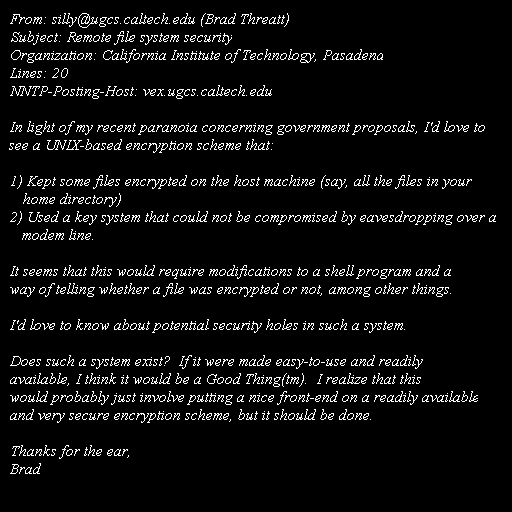 From: silly@ugcs.caltech.edu (Brad Threatt)
Subject: Remote file system security
Organization: California Institute of Technology, Pasadena
Lines: 20
NNTP-Posting-Host: vex.ugcs.caltech.edu

In light of my recent paranoia concerning government proposals, I'd love to
see a UNIX-based encryption scheme that:

1) Kept some files encrypted on the host machine (say, all the files in your
   home directory)
2) Used a key system that could not be compromised by eavesdropping over a
   modem line.

It seems that this would require modifications to a shell program and a
way of telling whether a file was encrypted or not, among other things.

I'd love to know about potential security holes in such a system.

Does such a system exist?  If it were made easy-to-use and readily
available, I think it would be a Good Thing(tm).  I realize that this
would probably just involve putting a nice front-end on a readily available
and very secure encryption scheme, but it should be done.

Thanks for the ear,
Brad